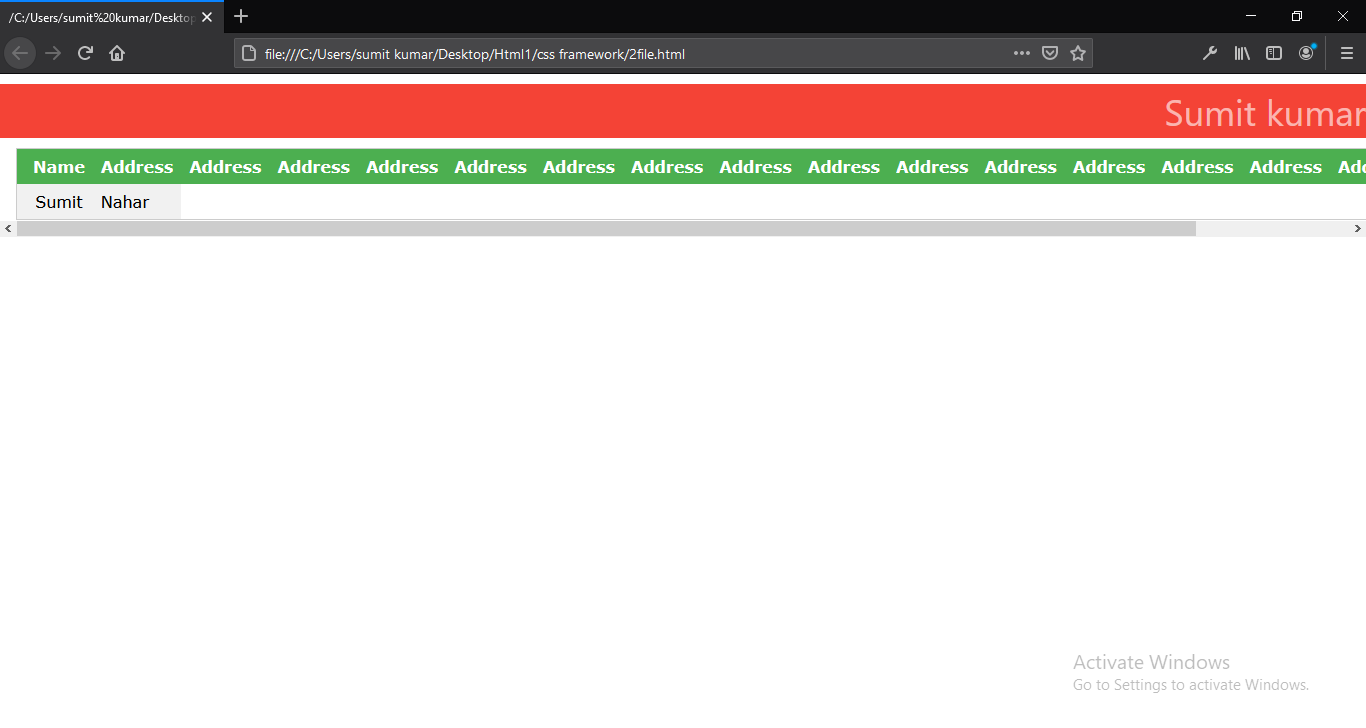 /C:/Users/sumit%20kumar/Desktop
file:///C:/Users/sumit kumar/Desktop/Html1/css framework/2file.html
Sumit kumar
Name Address Address Address Address Address Address Address Address Address Address Address Address Address Address Add
Sumit Nahar
Activate Windows
Go to Settings to activate Windows.